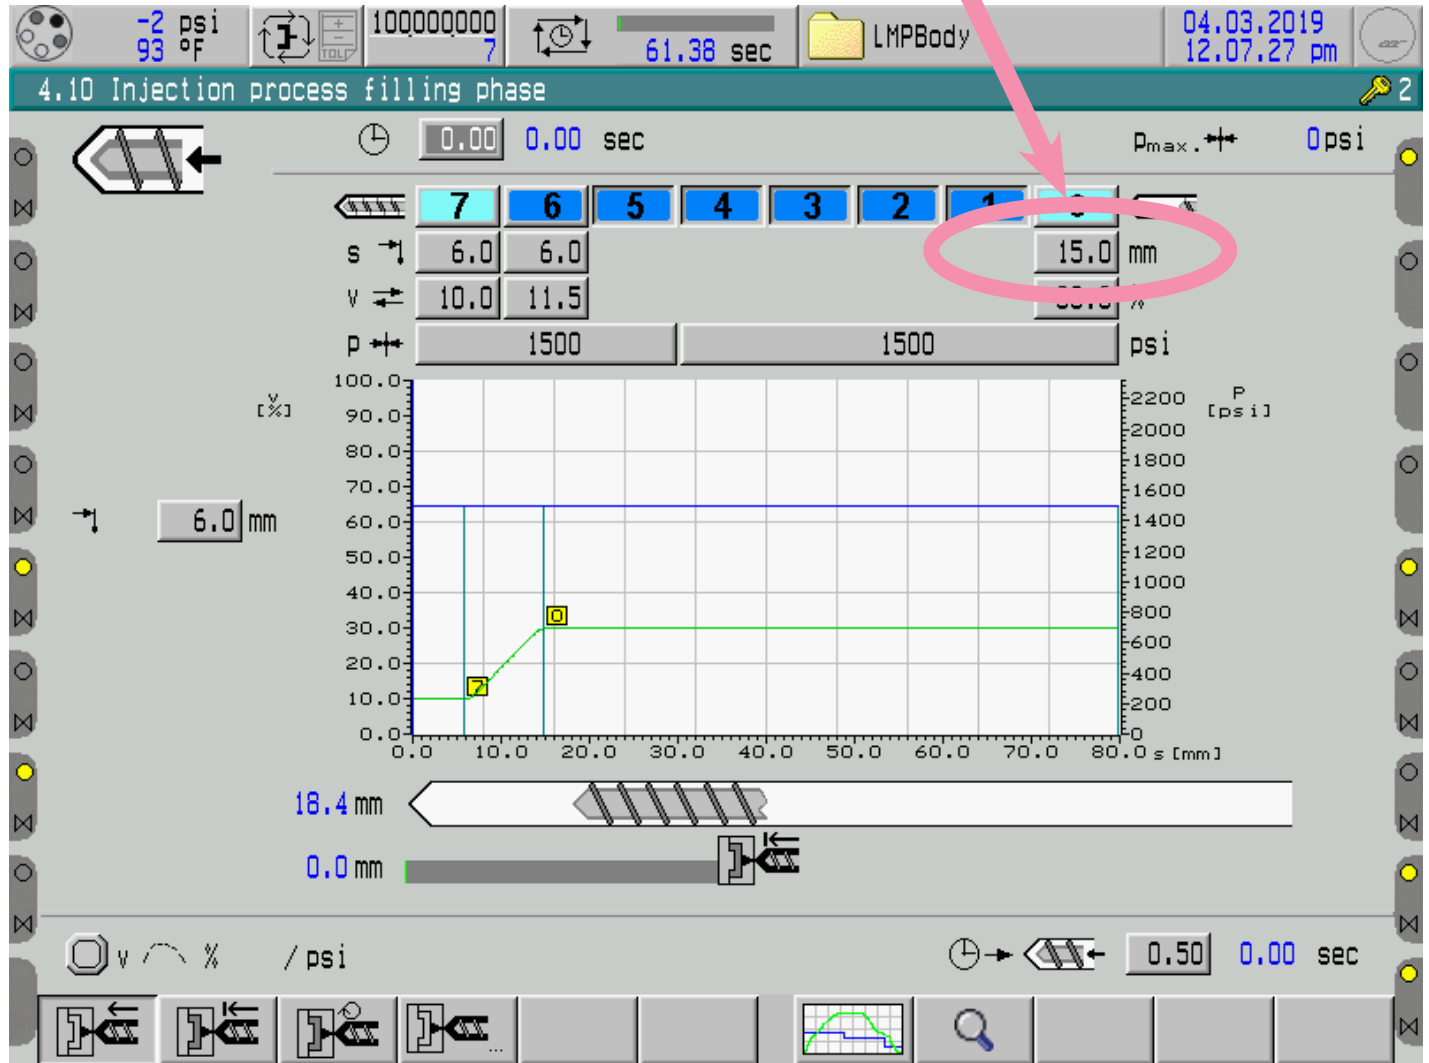 -2 psi
93 °F
TOLP
100000000
7
61.38 sec
LMPBody
04.03.2019
12.07.27 pm
4.10 Injection process filling phase
2
0.00 0.00 sec
Pmax. 0psi
7 6 5 4 3 2 1
s 6.0 6.0 15.0 mm
v 10.0 11.5 %
p 1500 1500 psi
100.0
90.0
80.0
70.0
60.0
50.0
40.0
30.0
20.0
10.0
0.0
v
[%]
2200
2000
1800
1600
1400
1200
1000
800
600
400
200
0
P
[psi]
6.0 mm
0
7
0.0 10.0 20.0 30.0 40.0 50.0 60.0 70.0 80.0 s [mm]
18.4 mm
0.0 mm
v % / psi
0.50 0.00 sec
...